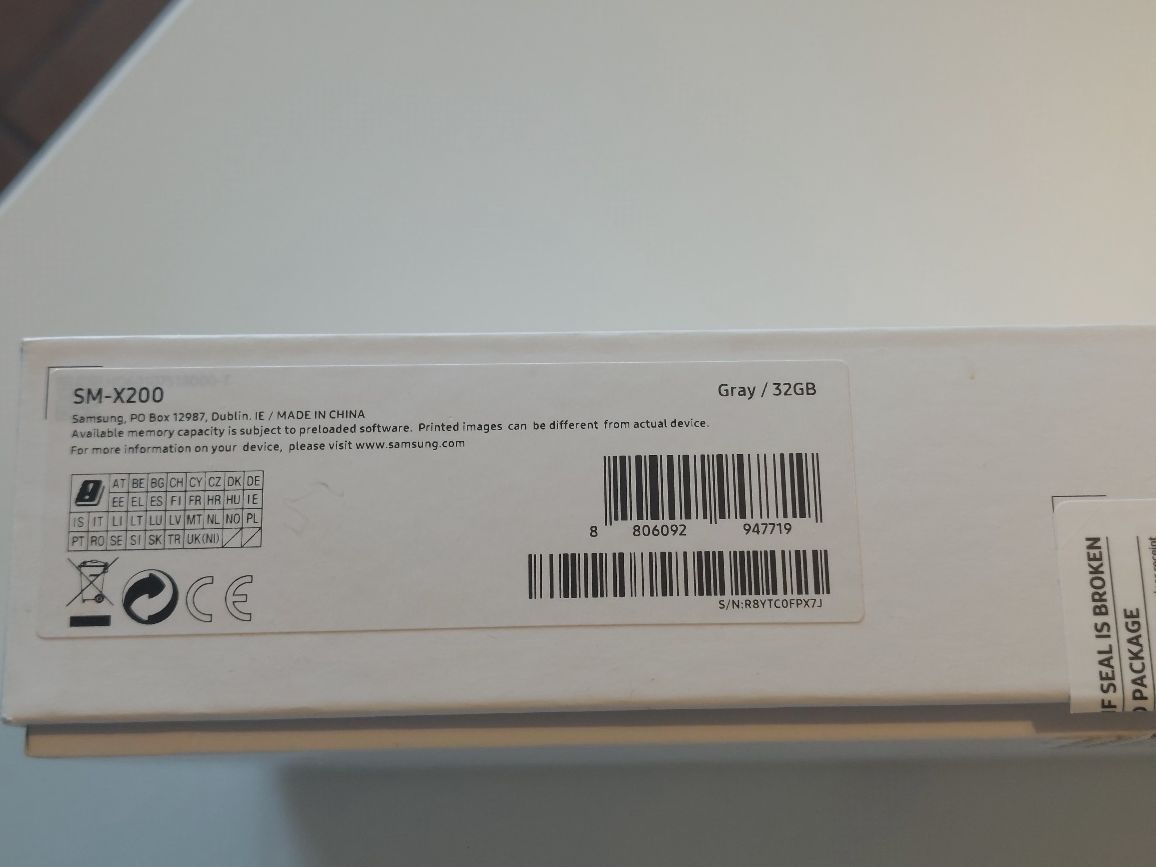 SM-X200
Gray / 32GB
Samsung, PO Box 12987, Dublin. IE / MADE IN CHINA
Available memory capacity is subject to preloaded software. Printed images can be different from actual device.
For more information on your device, please visit www.samsung.com
AT BE BG CH CY CZ DK DE
EE EL ES FI FR HR HU IE
IS IT LI LT LU LV MT NL NO PL
PT RO SE SI SK TR UK(NI)
CE
8 806092 947719
S/N:R8YTC0FPX7J
IF SEAL IS BROKEN
PACKAGE